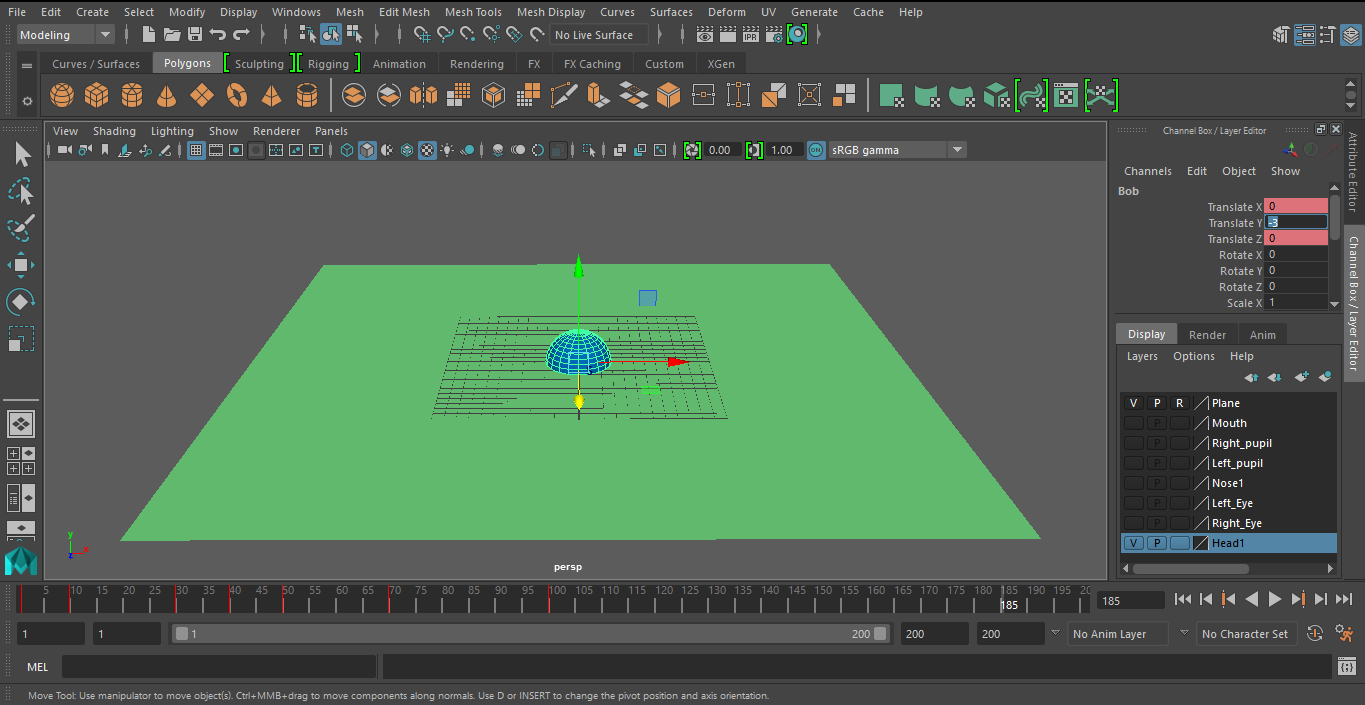 File Edit Create Select Modify Display Windows Mesh Edit Mesh Mesh Tools Mesh Display Curves Surfaces Deform UV Generate Cache Help
Modeling No Live Surface IPR
Curves / Surfaces Polygons Sculpting Rigging Animation Rendering FX FX Caching Custom XGen
View Shading Lighting Show Renderer Panels
0.00 1.00 ON sRGB gamma
persp
y
z
Channel Box / Layer Editor
Channels Edit Object Show
Bob
Translate X 0
Translate Y -3
Translate Z 0
Rotate X 0
Rotate Y 0
Rotate Z 0
Scale X 1
Display Render Anim
Layers Options Help
V P R Plane
P Mouth
P Right_pupil
P Left_pupil
P Nose1
P Left_Eye
P Right_Eye
V P Head1
Attribute Editor
Channel Box / Layer Editor
5 10 15 20 25 30 35 40 45 50 55 60 65 70 75 80 85 90 95 100 105 110 115 120 125 130 135 140 145 150 155 160 165 170 175 180 185 190 195 20
185
185
1 1 1 200 200 200 No Anim Layer No Character Set
MEL
Move Tool: Use manipulator to move object(s). Ctrl+MMB+drag to move components along normals. Use D or INSERT to change the pivot position and axis orientation.